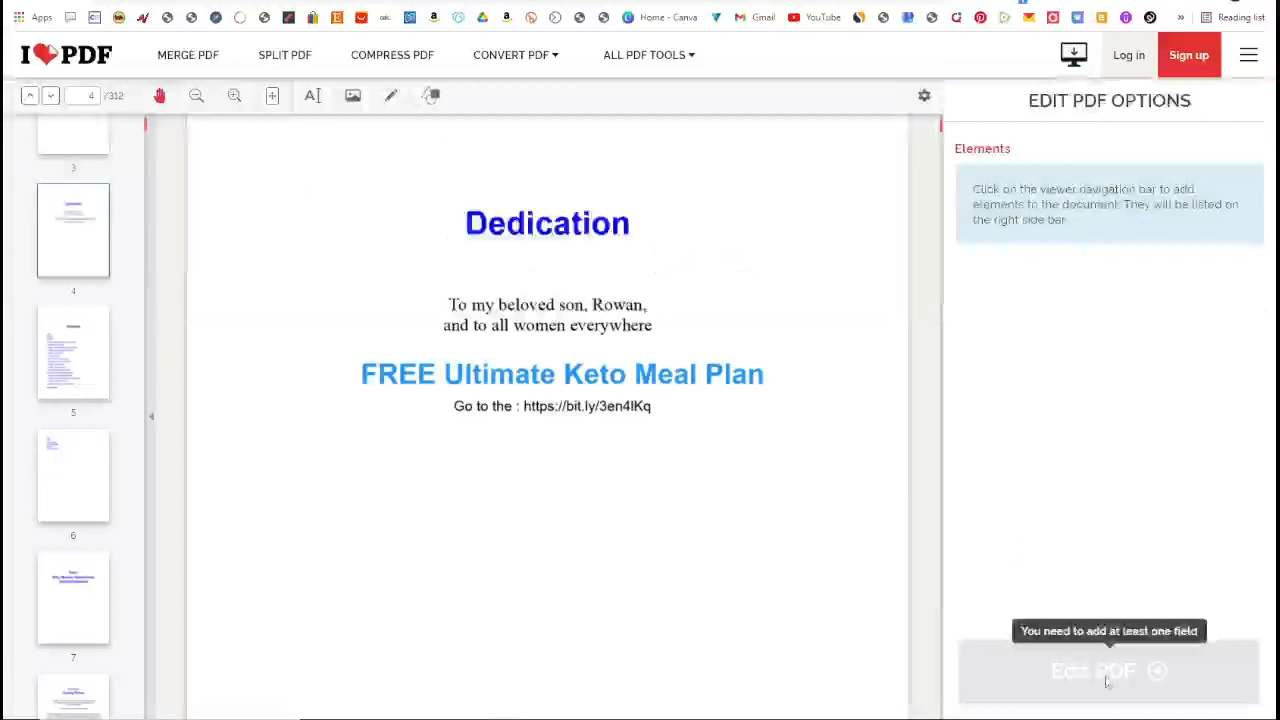 Apps
Home - Canva
Gmail
YouTube
»
Reading list
I PDF
MERGE PDF
SPLIT PDF
COMPRESS PDF
CONVERT PDF
ALL PDF TOOLS
Log in
Sign up
4 /312
EDIT PDF OPTIONS
Elements
Click on the viewer navigation bar to add
elements to the document. They will be listed on
the right side bar.
3
4
5
6
7
Dedication
To my beloved son, Rowan,
and to all women everywhere
FREE Ultimate Keto Meal Plan
Go to the : https://bit.ly/3en4lKq
You need to add at least one field
Edit PDF